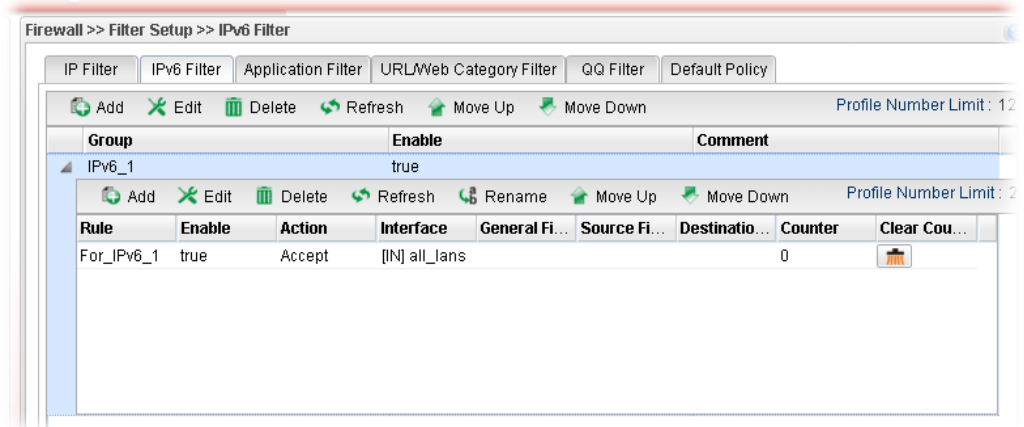 Firewall >> Filter Setup >> IPv6 Filter
IP Filter IPv6 Filter Application Filter URL/Web Category Filter QQ Filter Default Policy
Add Edit Delete Refresh Move Up Move Down Profile Number Limit : 12
Group Enable Comment
IPv6_1 true
Add Edit Delete Refresh Rename Move Up Move Down Profile Number Limit : 2
Rule Enable Action Interface General Fi... Source Fi... Destinatio... Counter Clear Cou...
For_IPv6_1 true Accept [IN] all_lans 0